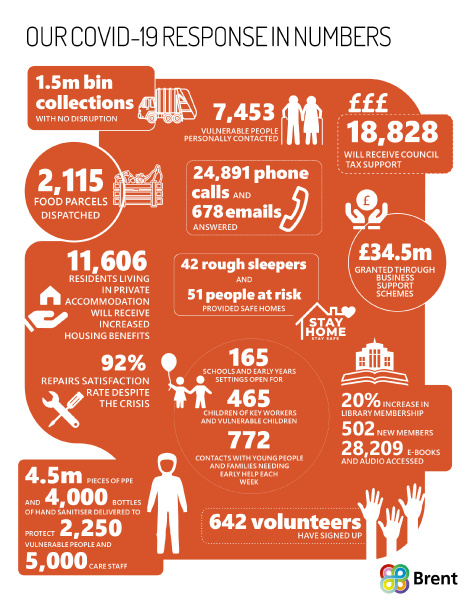 OUR COVID-19 RESPONSE IN NUMBERS
1.5m bin
collections
WITH NO DISRUPTION
7,453
VULNERABLE PEOPLE
PERSONALLY CONTACTED
£££
18,828
WILL RECEIVE COUNCIL
TAX SUPPORT
2,115
FOOD PARCELS
DISPATCHED
24,891 phone
calls AND
678 emails
ANSWERED
£
£34.5m
GRANTED THROUGH
BUSINESS
SUPPORT
SCHEMES
11,606
RESIDENTS LIVING
IN PRIVATE
ACCOMMODATION
WILL RECEIVE
INCREASED
HOUSING BENEFITS
42 rough sleepers
AND
51 people at risk
PROVIDED SAFE HOMES
STAY
HOME
STAY SAFE
92%
REPAIRS SATISFACTION
RATE DESPITE
THE CRISIS
165
SCHOOLS AND EARLY YEARS
SETTINGS OPEN FOR
465
CHILDREN OF KEY WORKERS
AND VULNERABLE CHILDREN
772
CONTACTS WITH YOUNG PEOPLE
AND FAMILIES NEEDING
EARLY HELP EACH
WEEK
20% INCREASE IN
LIBRARY MEMBERSHIP
502 NEW MEMBERS
28,209 E-BOOKS
AND AUDIO ACCESSED
4.5m PIECES OF PPE
AND 4,000 BOTTLES
OF HAND SANITISER DELIVERED TO
PROTECT 2,250
VULNERABLE PEOPLE AND
5,000 CARE STAFF
642 volunteers
HAVE SIGNED UP
Brent